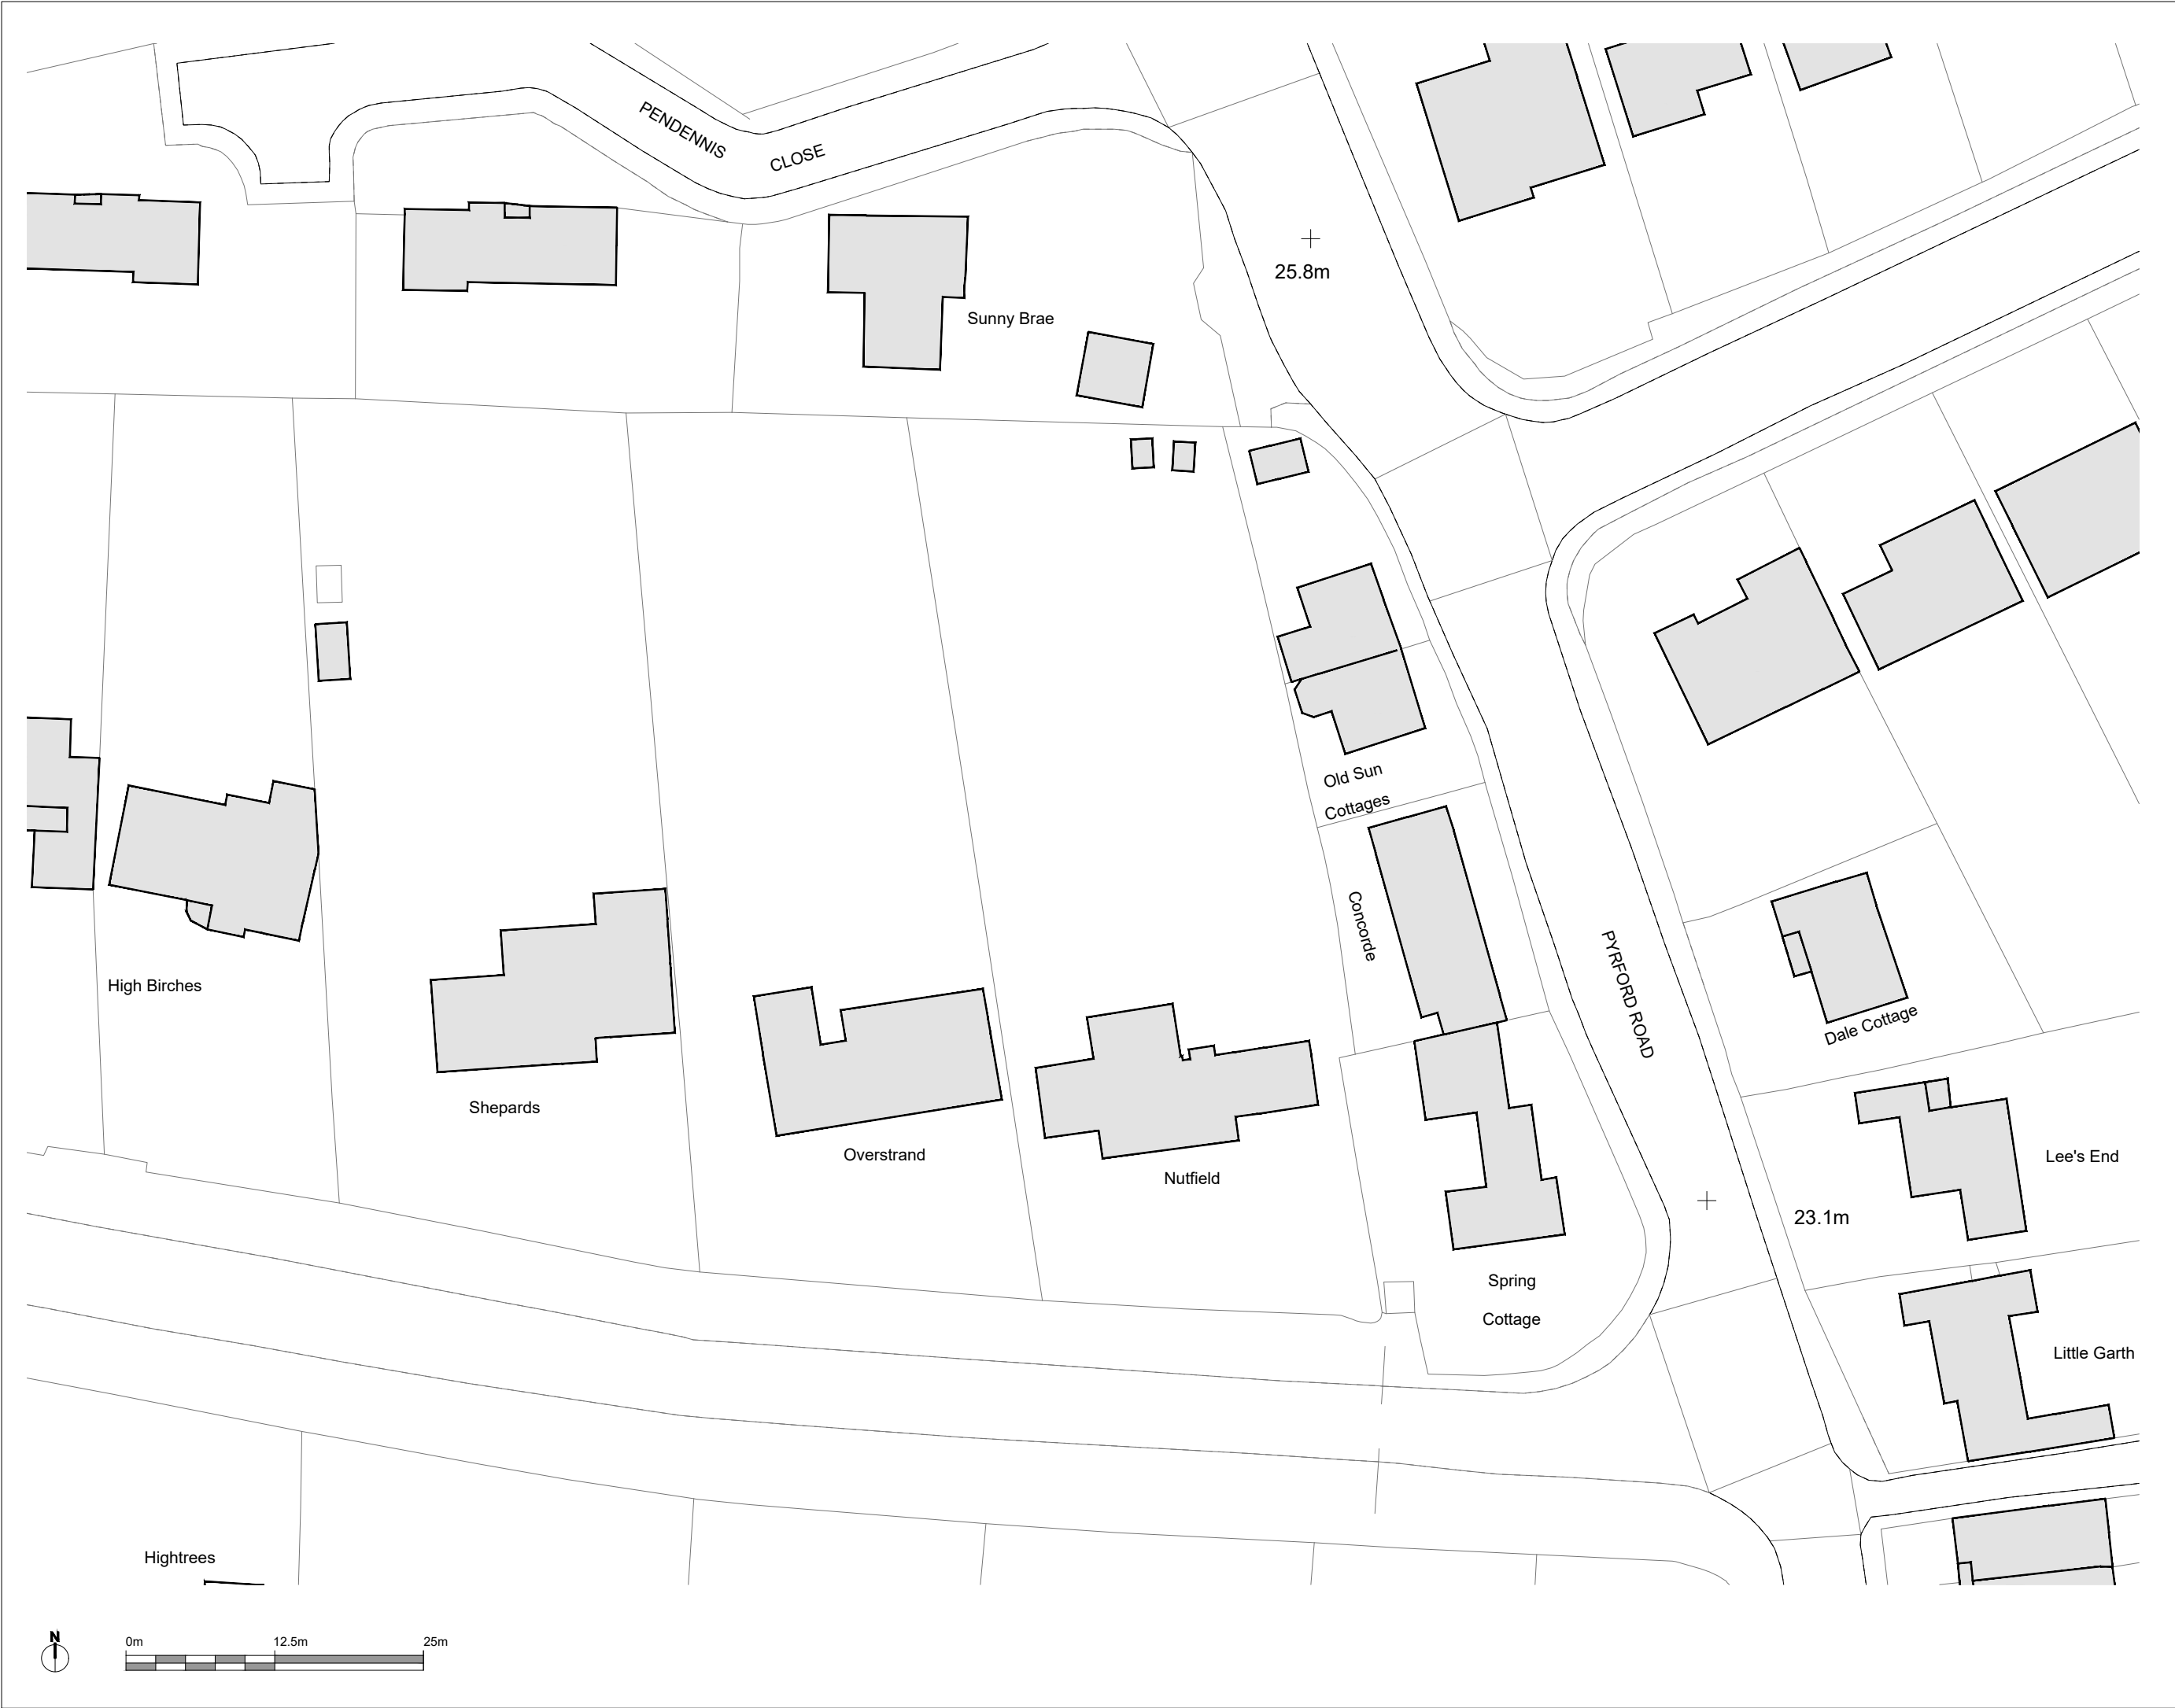 PENDENNIS
CLOSE
25.8m
Sunny Brae
Old Sun
Cottages
Concorde
PYRFORD ROAD
High Birches
Dale Cottage
Shepards
Overstrand
Nutfield
Lee's End
23.1m
Spring
Cottage
Little Garth
Hightrees
N
0m 12.5m 25m